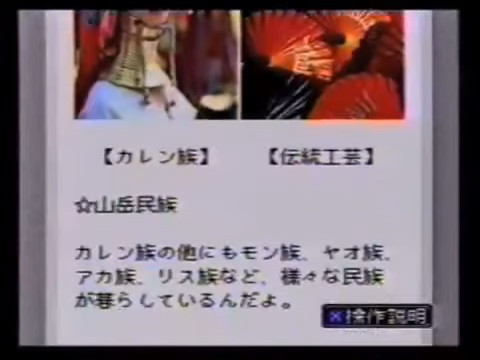 【カレン族】 【伝統工芸】
☆山岳民族
カレン族の他にもモン族、ヤオ族、
アカ族、リス族など、様々な民族
が暮らしているんだよ。
×操作説明